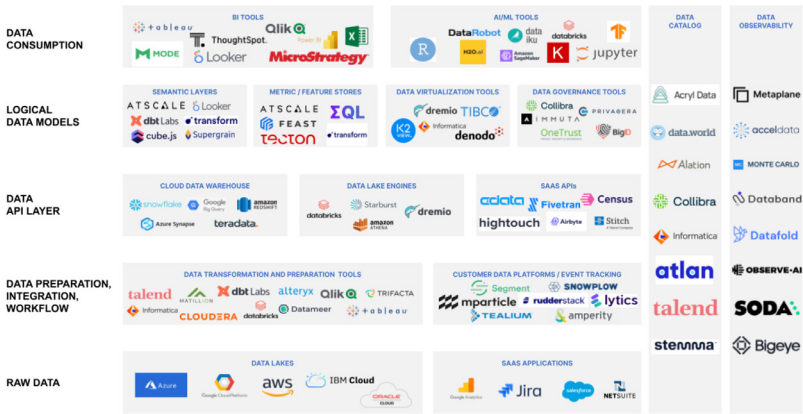 DATA CONSUMPTION
BI TOOLS
tableau
Qlik
Power BI
MODE
ThoughtSpot.
Looker
MicroStrategy
AI/ML TOOLS
R
DataRobot
data iku
databricks
TensorFlow
H2O.ai
Amazon SageMaker
K
jupyter
DATA CATALOG
DATA OBSERVABILITY
LOGICAL DATA MODELS
SEMANTIC LAYERS
ATSCALE
Looker
dbt Labs
transform
cube.js
Supergrain
METRIC / FEATURE STORES
ATSCALE
ΣQL
FEAST
tecton
transform
DATA VIRTUALIZATION TOOLS
dremio
TIBCO
K2 VIEW
Informatica
denodo
DATA GOVERNANCE TOOLS
Collibra
PRIVACERA
IMMUTA
OneTrust
BigID
Acryl Data
Metaplane
data.world
acceldata
Alation
MONTE CARLO
DATA API LAYER
CLOUD DATA WAREHOUSE
snowflake
Google Big Query
amazon REDSHIFT
Azure Synapse
teradata.
DATA LAKE ENGINES
databricks
Starburst
dremio
amazon ATHENA
SAAS APIs
adata
Fivetran
Census
hightouch
Airbyte
Stitch
Collibra
Databand
Informatica
Datafold
DATA PREPARATION, INTEGRATION, WORKFLOW
DATA TRANSFORMATION AND PREPARATION TOOLS
talend
MATILLION
dbt Labs
alteryx
Qlik
TRIFACTA
Informatica
CLOUDERA
databricks
Datameer
tableau
CUSTOMER DATA PLATFORMS / EVENT TRACKING
Segment
SNOWPLOW
mparticle
rudderstack
lytics
TEALIUM
amperity
atlan
OBSERVE·AI
talend
SODA
stemma
Bigeye
RAW DATA
DATA LAKES
Azure
Google Cloud Platform
aws
IBM Cloud
ORACLE CLOUD
SAAS APPLICATIONS
Google Analytics
Jira
salesforce
NETSUITE